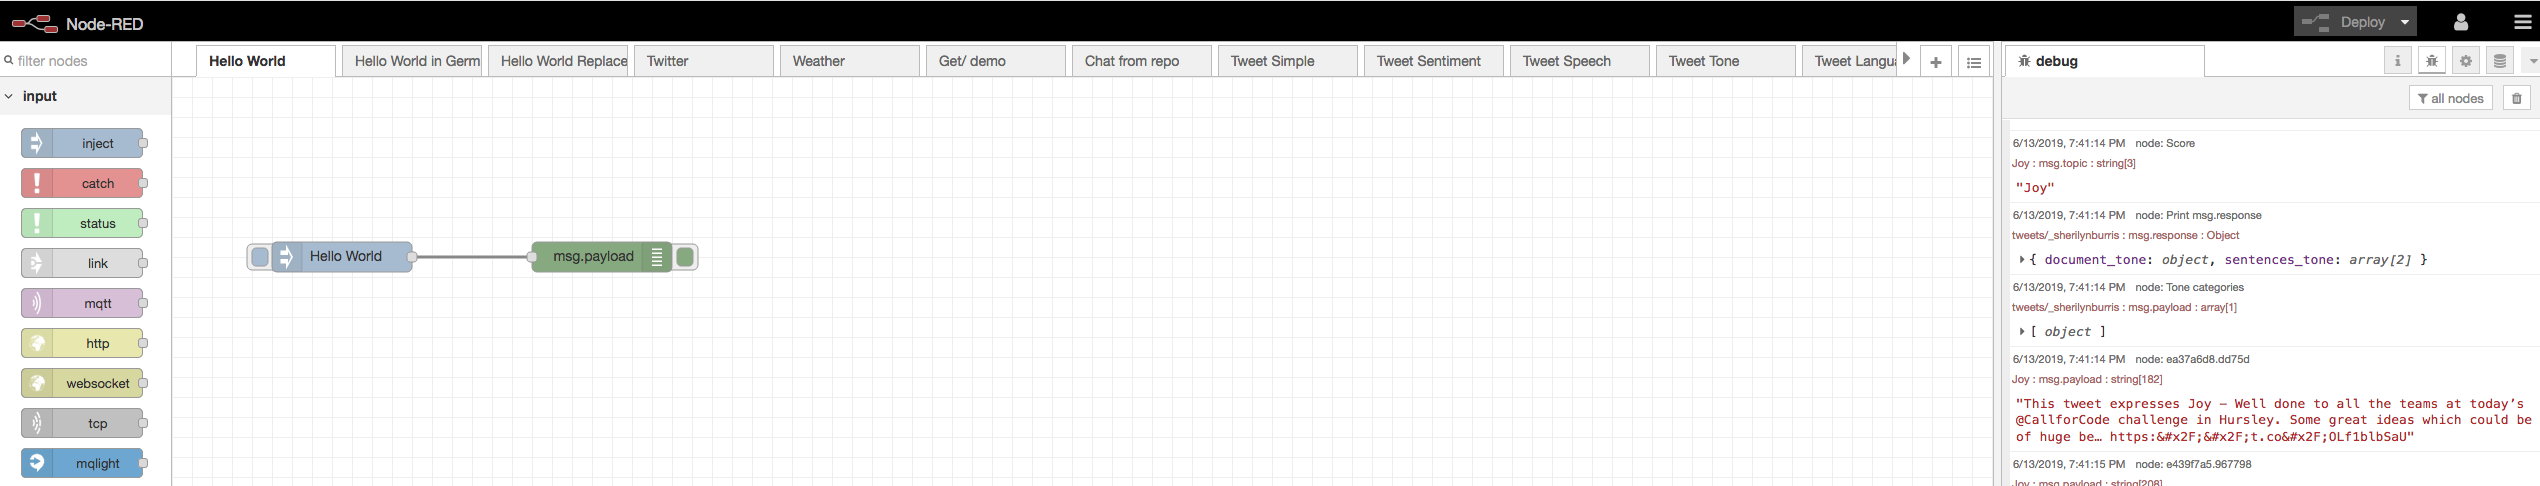 Node-RED
Deploy
filter nodes
Hello World
Hello World in Germ
Hello World Replace
Twitter
Weather
Get/ demo
Chat from repo
Tweet Simple
Tweet Sentiment
Tweet Speech
Tweet Tone
Tweet Langua
debug
input
all nodes
inject
catch
status
link
mqtt
http
websocket
tcp
mqlight
Hello World
msg.payload
6/13/2019, 7:41:14 PM node: Score
Joy : msg.topic : string[3]
"Joy"
6/13/2019, 7:41:14 PM node: Print msg.response
tweets/_sherilynburris : msg.response : Object
{ document_tone: object, sentences_tone: array[2] }
6/13/2019, 7:41:14 PM node: Tone categories
tweets/_sherilynburris : msg.payload : array[1]
[ object ]
6/13/2019, 7:41:14 PM node: ea37a6d8.dd75d
Joy : msg.payload : string[182]
"This tweet expresses Joy – Well done to all the teams at today’s
@CallforCode challenge in Hursley. Some great ideas which could be
of huge be… https:&#x2F;&#x2F;t.co&#x2F;OLf1blbSaU"
6/13/2019, 7:41:15 PM node: e439f7a5.967798
Joy : msg.payload : string[208]